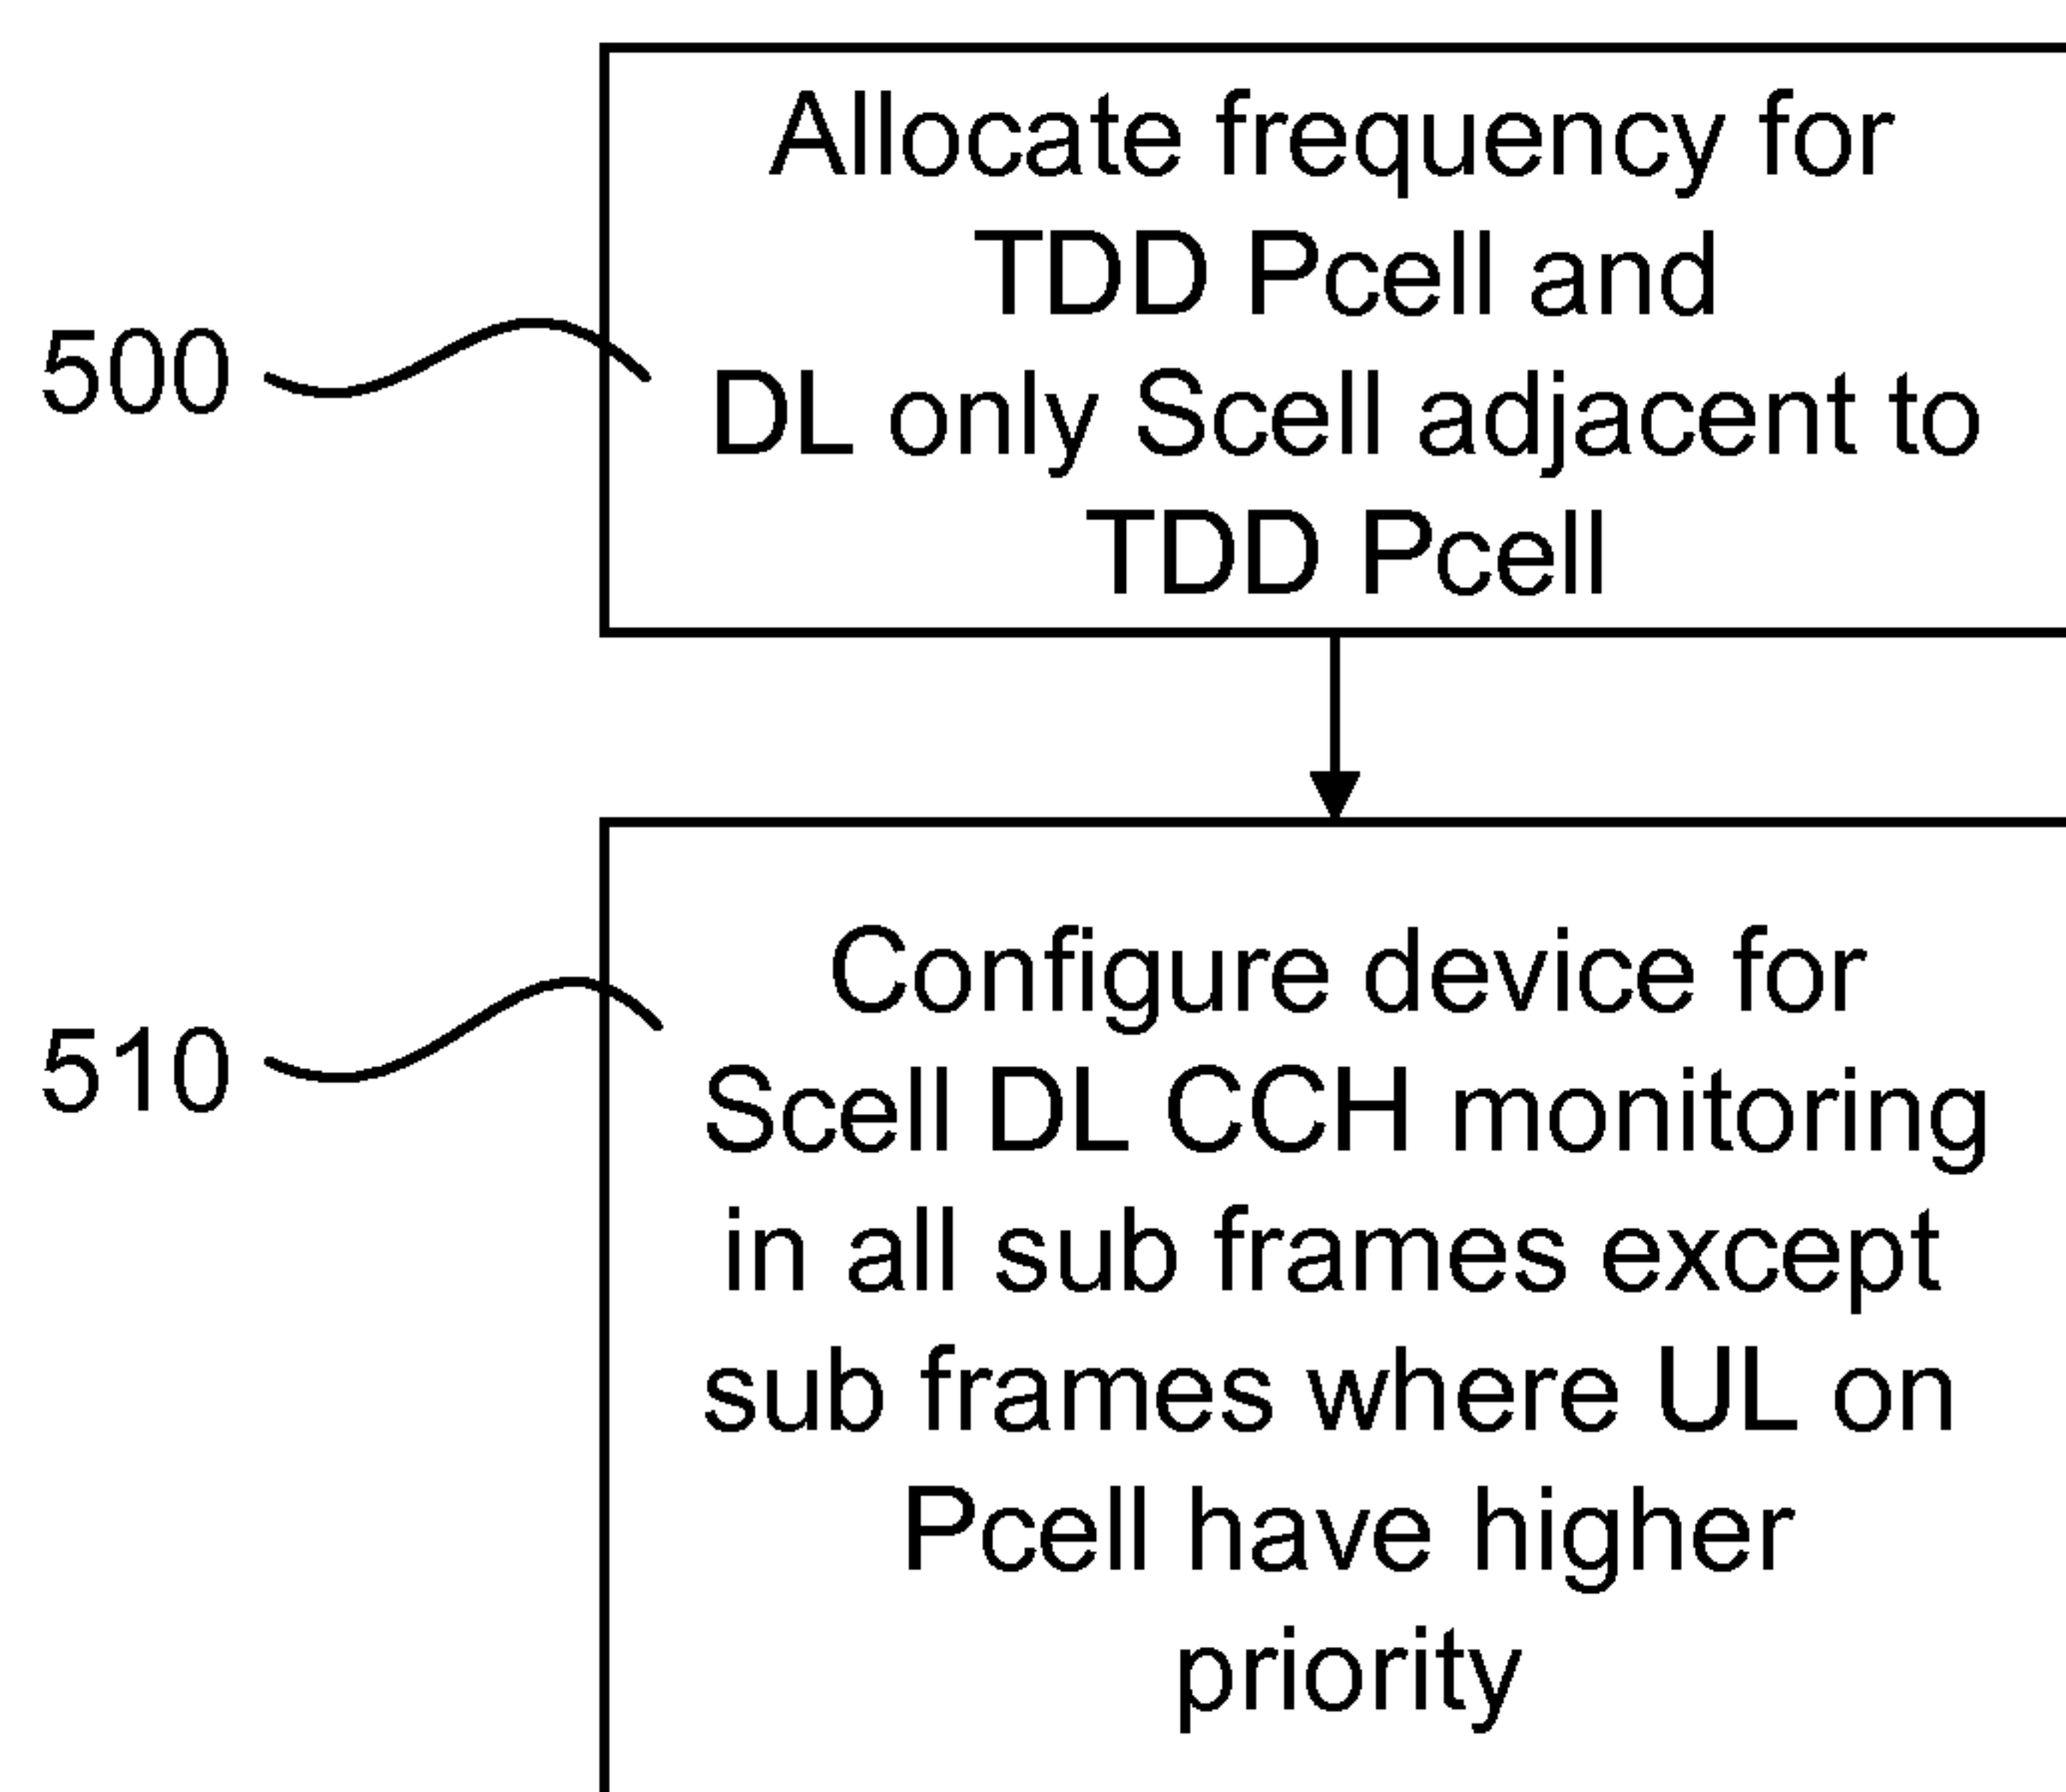 Allocate frequency for
TDD Pcell and
500
DL only Scell adjacent to
TDD Pcell
Configure device for
510
Scell DL CCH monitoring
in all sub frames except
sub frames where UL on
Pcell have higher
priority